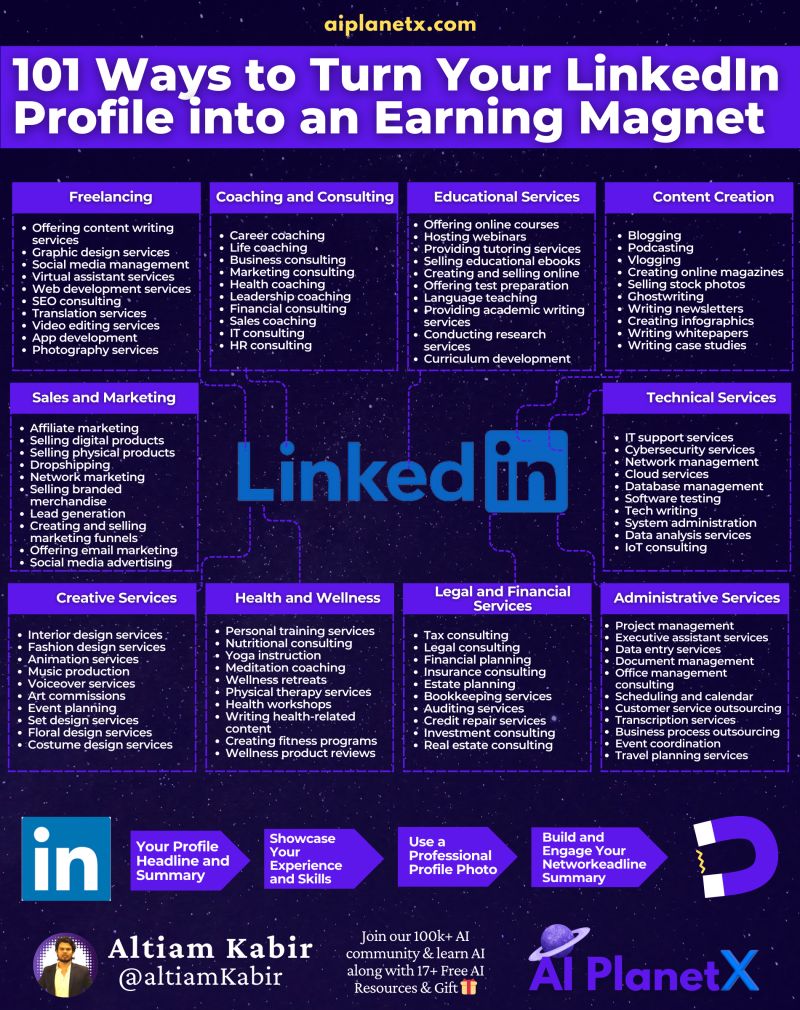 aiplanetx.com
101 Ways to Turn Your LinkedIn
Profile into an Earning Magnet
Freelancing
Offering content writing
services
Graphic design services
Social media management
Virtual assistant services
Web development services
SEO consulting
Translation services
Video editing services
App development
Photography services
Coaching and Consulting
Career coaching
Life coaching
Business consulting
Marketing consulting
Health coaching
Leadership coaching
Financial consulting
Sales coaching
IT consulting
HR consulting
Educational Services
Offering online courses
Hosting webinars
Providing tutoring services
Selling educational ebooks
Creating and selling online
Offering test preparation
Language teaching
Providing academic writing
services
Conducting research
services
Curriculum development
Content Creation
Blogging
Podcasting
Vlogging
Creating online magazines
Selling stock photos
Ghostwriting
Writing newsletters
Creating infographics
Writing whitepapers
Writing case studies
Sales and Marketing
Affiliate marketing
Selling digital products
Selling physical products
Dropshipping
Network marketing
Selling branded
merchandise
Lead generation
Creating and selling
marketing funnels
Offering email marketing
Social media advertising
Linked in
Technical Services
IT support services
Cybersecurity services
Network management
Cloud services
Database management
Software testing
Tech writing
System administration
Data analysis services
IoT consulting
Creative Services
Interior design services
Fashion design services
Animation services
Music production
Voiceover services
Art commissions
Event planning
Set design services
Floral design services
Costume design services
Health and Wellness
Personal training services
Nutritional consulting
Yoga instruction
Meditation coaching
Wellness retreats
Physical therapy services
Health workshops
Writing health-related
content
Creating fitness programs
Wellness product reviews
Legal and Financial
Services
Tax consulting
Legal consulting
Financial planning
Insurance consulting
Estate planning
Bookkeeping services
Auditing services
Credit repair services
Investment consulting
Real estate consulting
Administrative Services
Project management
Executive assistant services
Data entry services
Document management
Office management
consulting
Scheduling and calendar
Customer service outsourcing
Transcription services
Business process outsourcing
Event coordination
Travel planning services
in
Your Profile
Headline and
Summary
Showcase
Your
Experience
and Skills
Use a
Professional
Profile Photo
Build and
Engage Your
Networkeadline
Summary
Altiam Kabir
@altiamKabir
Join our 100k+ AI
community & learn AI
along with 17+ Free AI
Resources & Gift
AI PlanetX